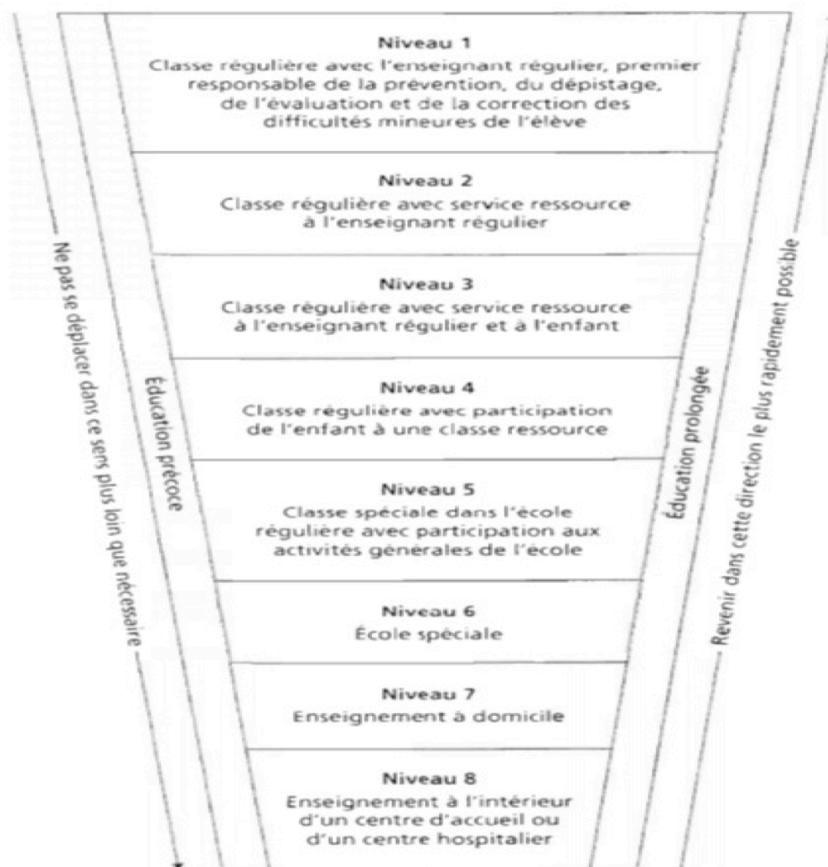 Niveau 1
Classe régulière avec l'enseignant régulier, premier
responsable de la prévention, du dépistage,
de l'évaluation et de la correction des
difficultés mineures de l'élève
Niveau 2
Classe régulière avec service ressource
à l'enseignant régulier
Niveau 3
Classe régulière avec service ressource
à l'enseignant régulier et à l'enfant
Niveau 4
Classe régulière avec participation
de l'enfant à une classe ressource
Niveau 5
Classe spéciale dans l'école
régulière avec participation aux
activités générales de l'école
Niveau 6
École spéciale
Niveau 7
Enseignement à domicile
Niveau 8
Enseignement à l'intérieur
d'un centre d'accueil ou
d'un centre hospitalier
Ne pas se déplacer dans ce sens plus loin que nécessaire
Éducation précoce
Éducation prolongée
Revenir dans cette direction le plus rapidement possible